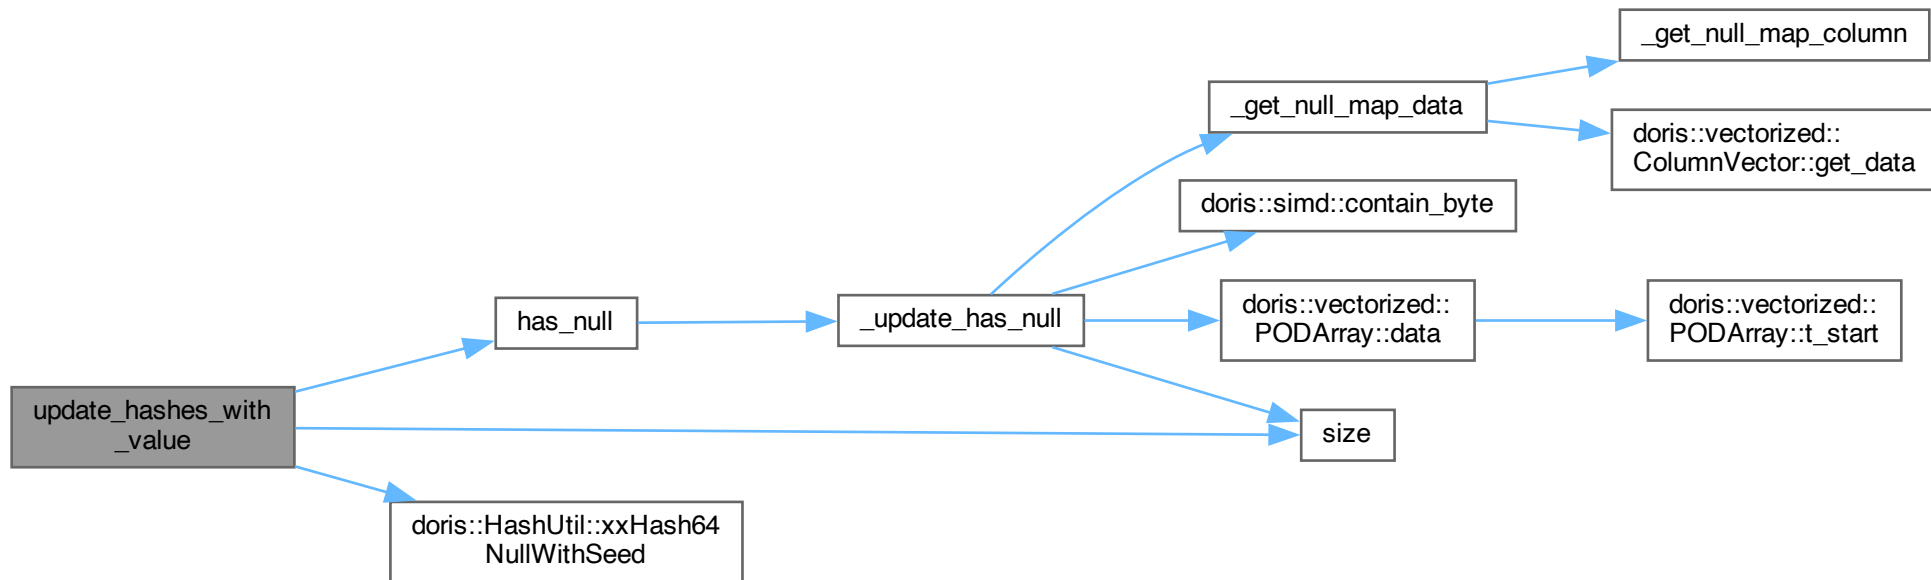 update_hashes_with
_value
has_null
doris::HashUtil::xxHash64
NullWithSeed
_update_has_null
_get_null_map_data
doris::simd::contain_byte
doris::vectorized::
PODArray::data
size
_get_null_map_column
doris::vectorized::
ColumnVector::get_data
doris::vectorized::
PODArray::t_start